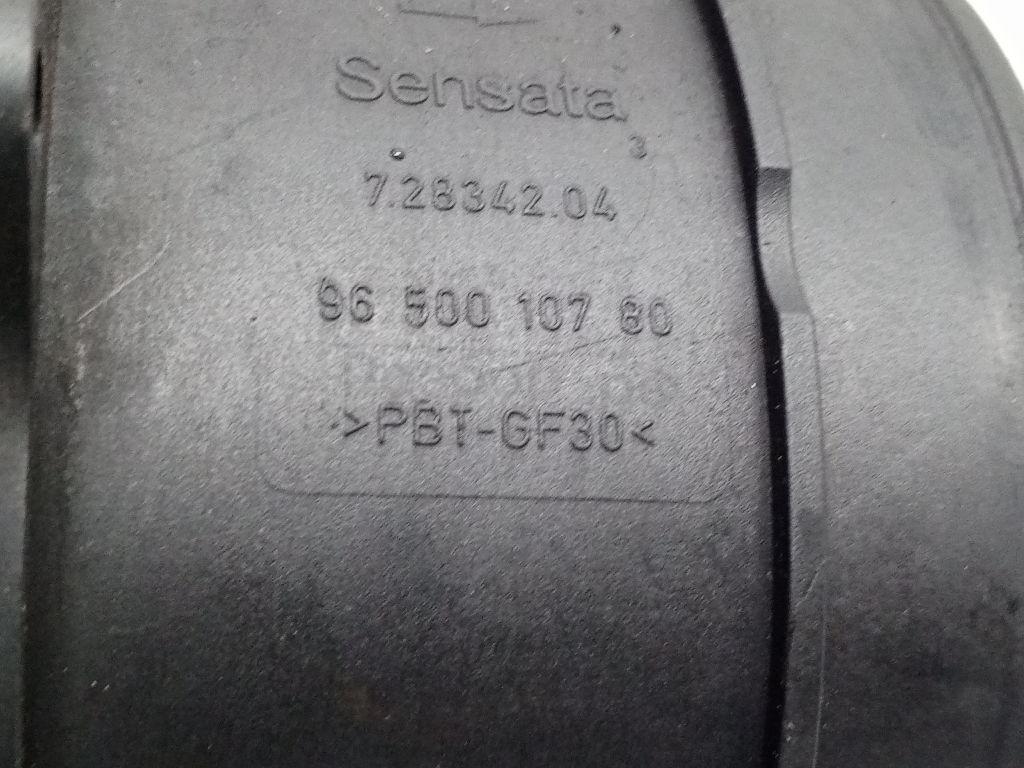 Sensata
3
7.28342.04
96 500 107 80
>PBT-GF30<